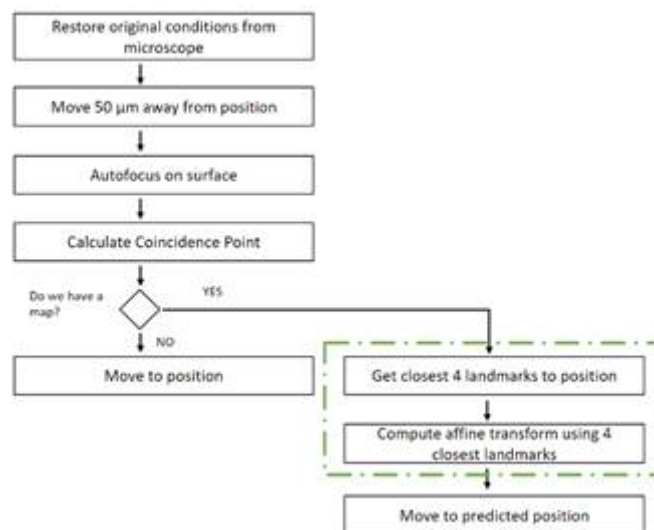 Restore original conditions from
microscope
Move 50 µm away from position
Autofocus on surface
Calculate Coincidence Point
Do we have a
map?
YES
NO
Move to position
Get closest 4 landmarks to position
Compute affine transform using 4
closest landmarks
Move to predicted position